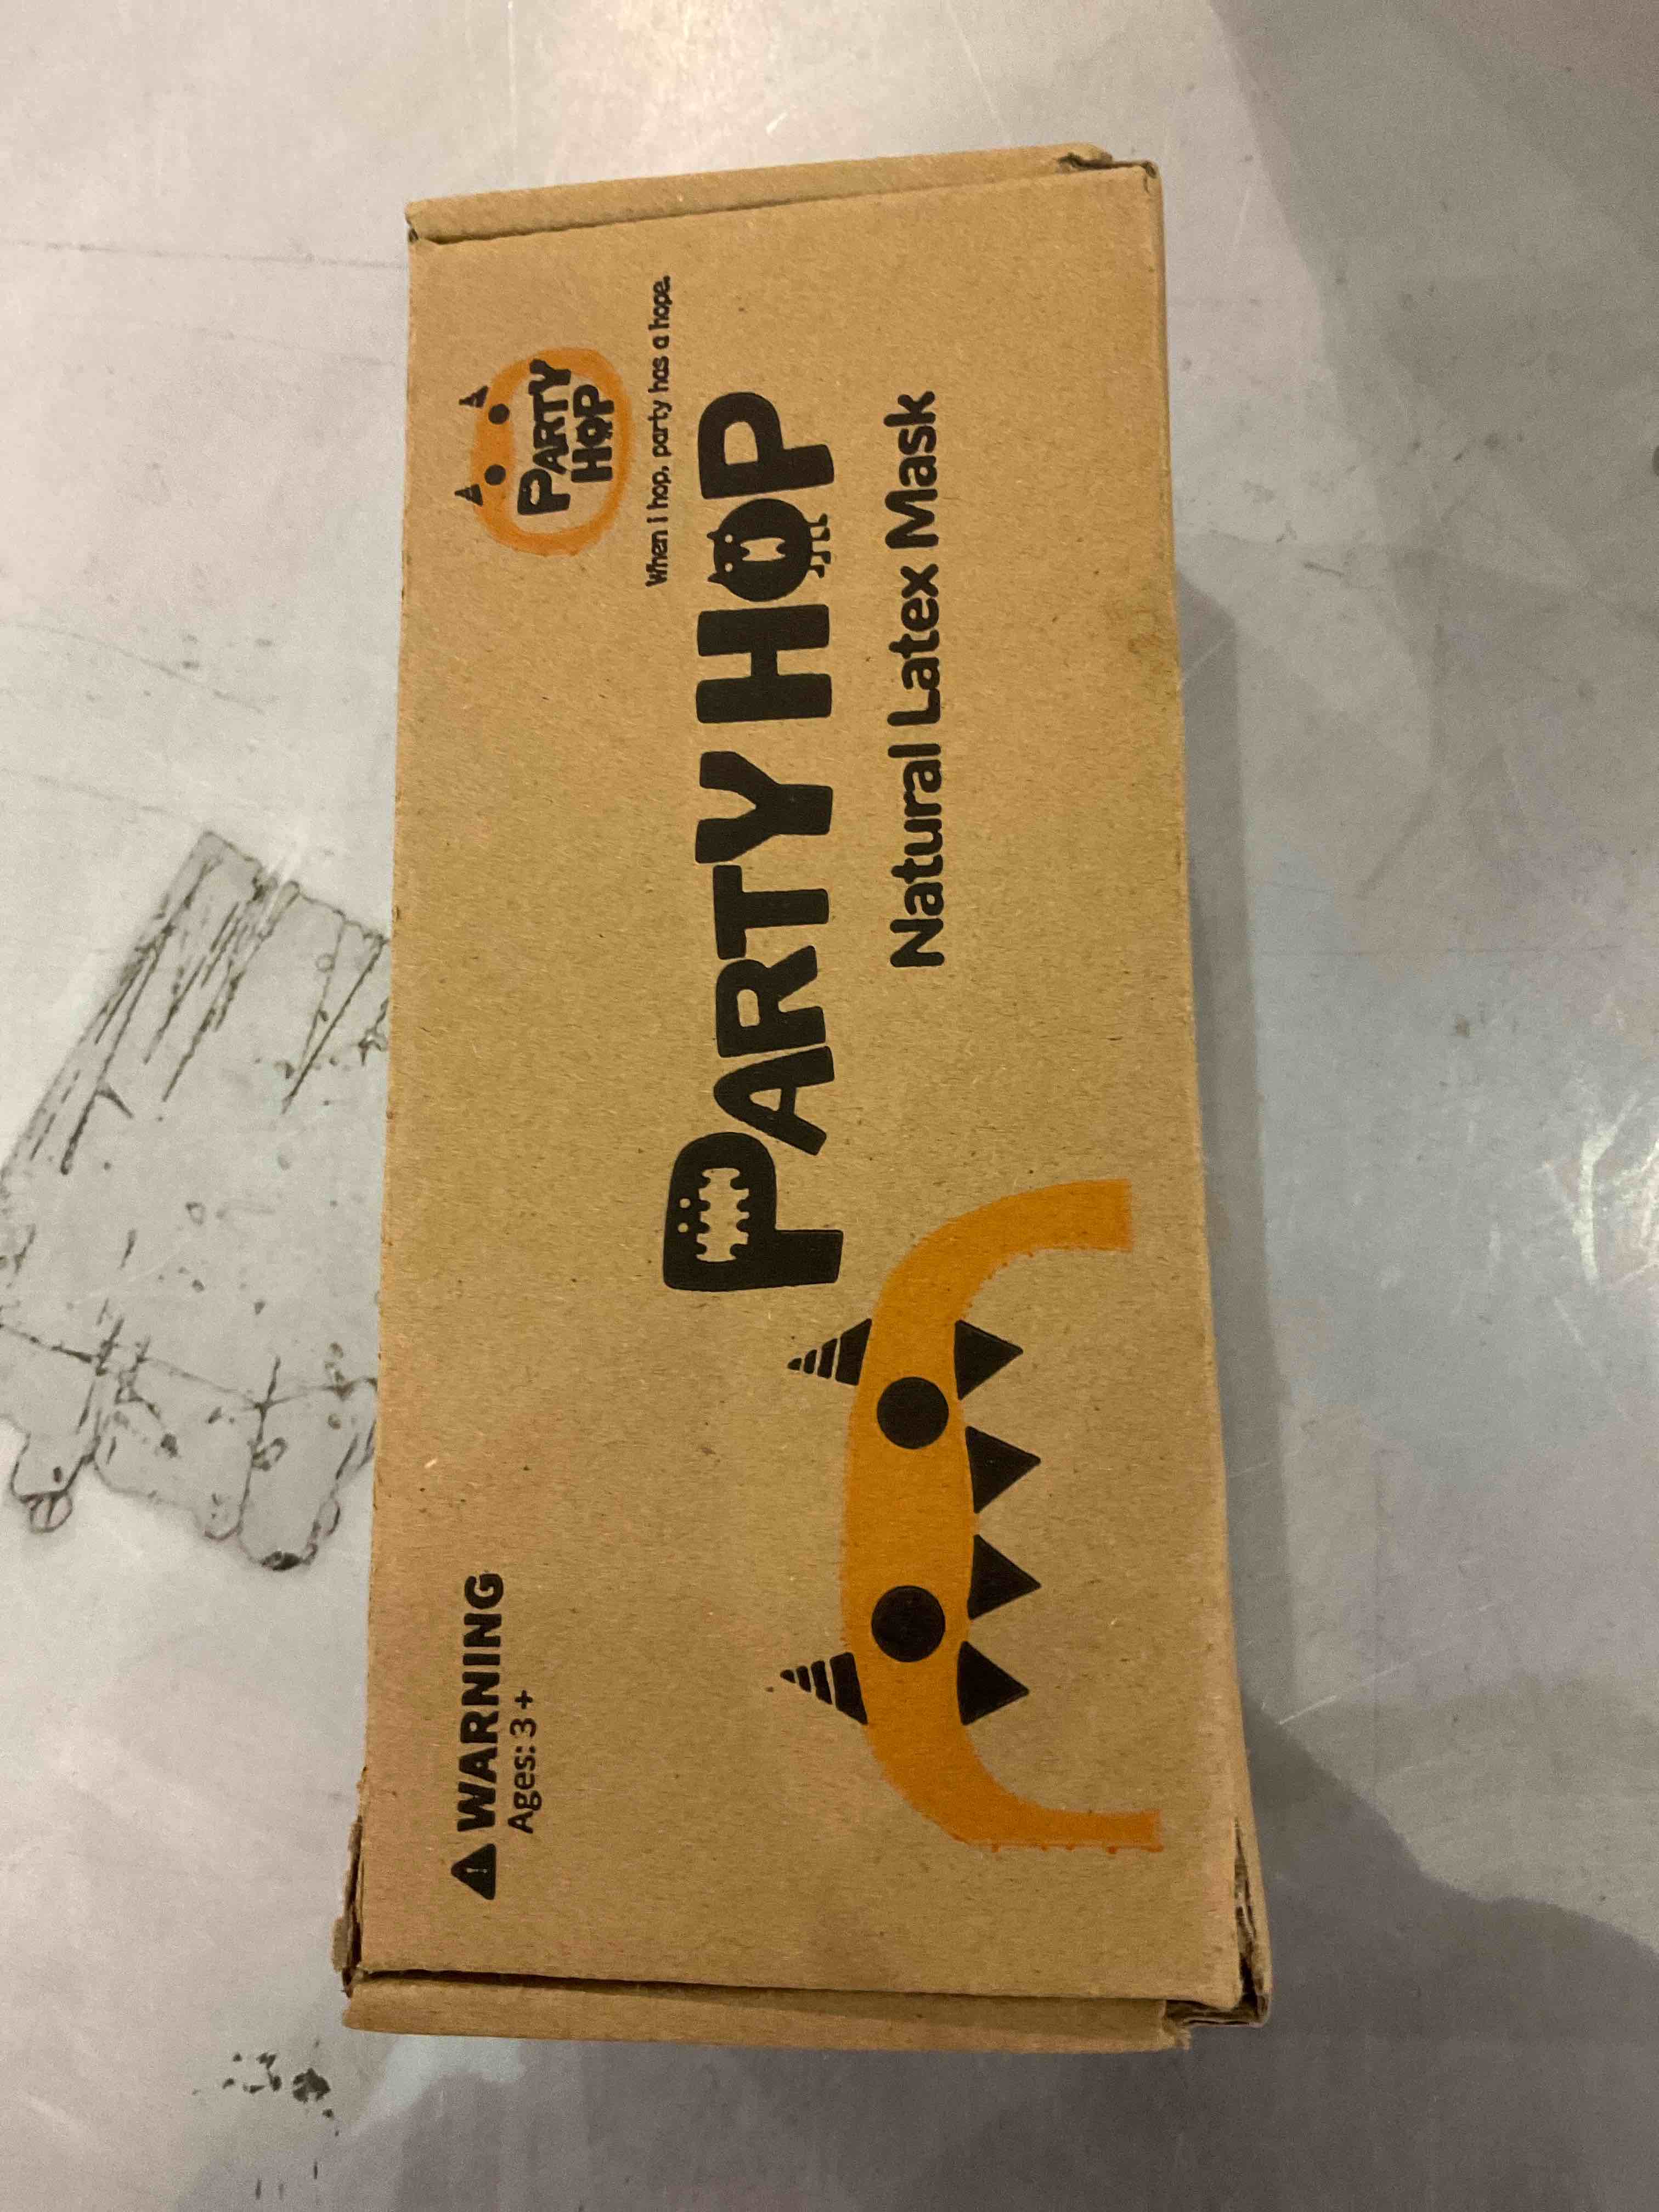 WARNING
Ages: 3+
PARTY
HOP
When I hop, party has a hope.
PARTY HOP
Natural Latex Mask